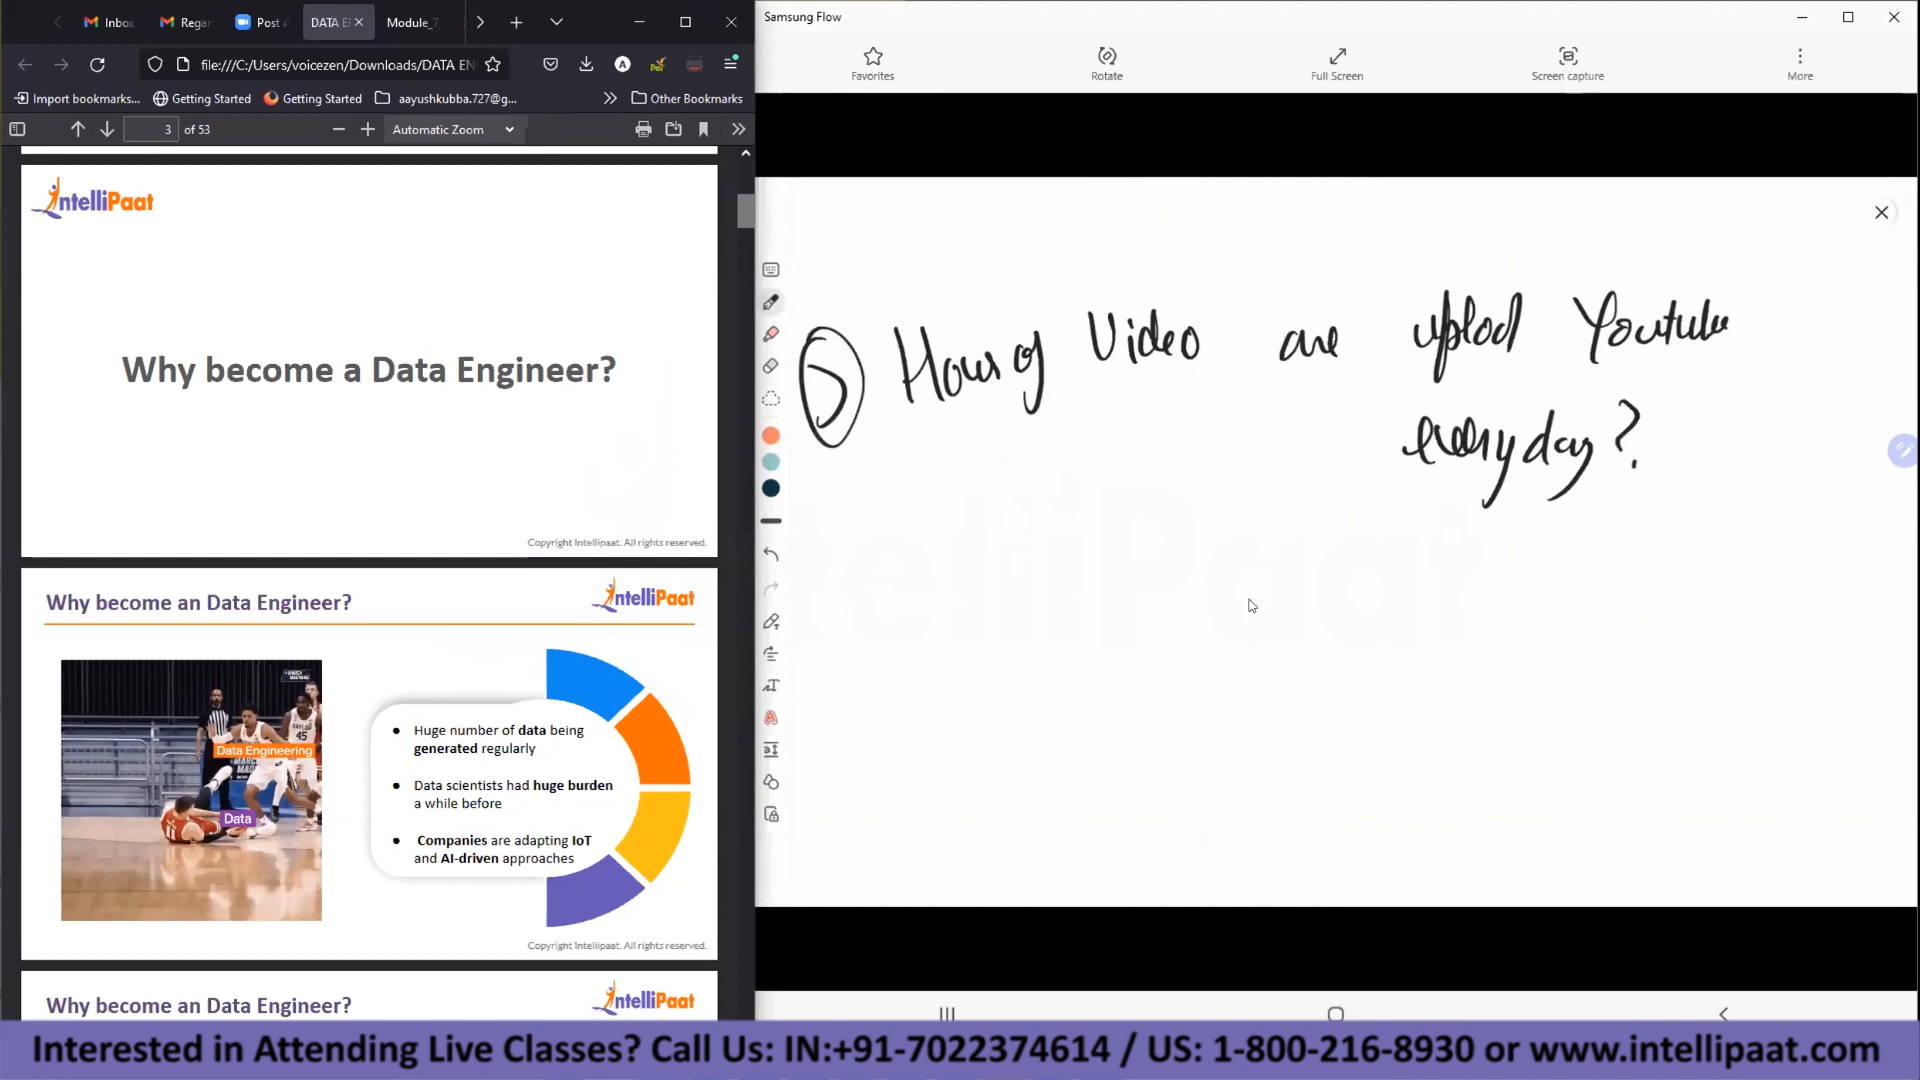 Inbox
Regar
Post A
DATA E
Module_7
file:///C:/Users/voicezen/Downloads/DATA EN
Import bookmarks...
Getting Started
Getting Started
aayushkubba.727@g...
Other Bookmarks
3 of 53
Automatic Zoom
IntelliPaat
Why become a Data Engineer?
Copyright Intellipaat. All rights reserved.
Why become an Data Engineer?
IntelliPaat
Data Engineering
Data
45
Huge number of data being
generated regularly
Data scientists had huge burden
a while before
Companies are adapting IoT
and AI-driven approaches
Copyright Intellipaat. All rights reserved.
Why become an Data Engineer?
IntelliPaat
Samsung Flow
Favorites
Rotate
Full Screen
Screen capture
More
Hours of Video are upload Youtube
everyday?
IntelliPaat
Interested in Attending Live Classes? Call Us: IN:+91-7022374614 / US: 1-800-216-8930 or www.intellipaat.com